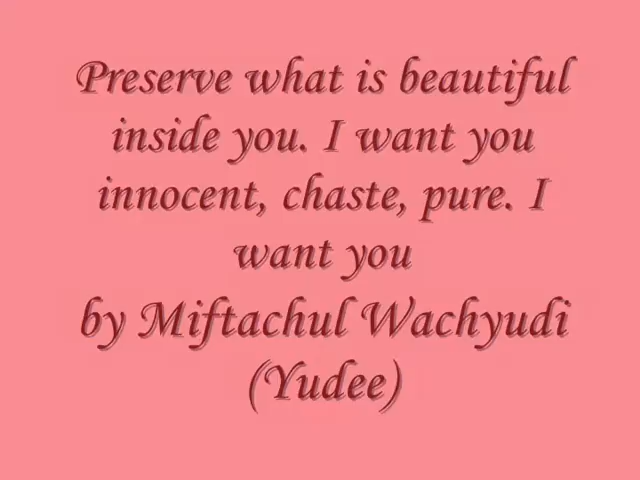 Preserve what is beautiful
inside you. I want you
innocent, chaste, pure. I
want you
by Miftachul Wachyudi
(Yudee)